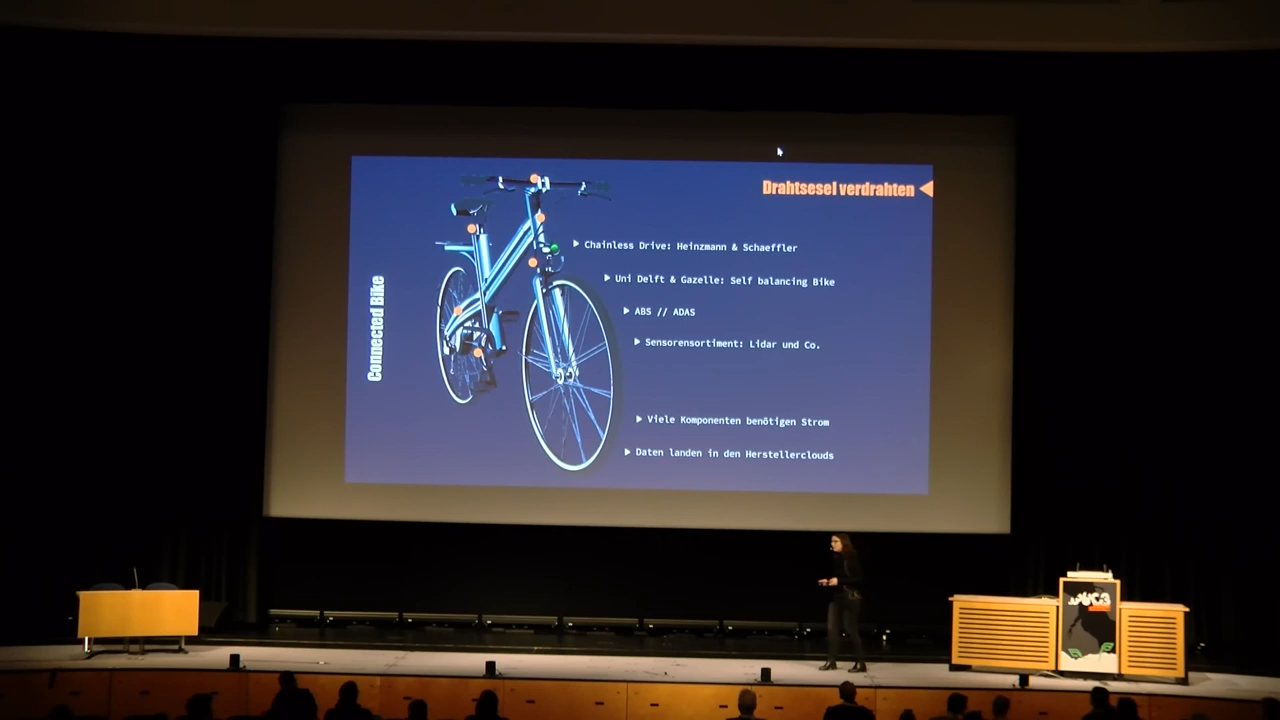 Drahtsesel verdrahten
Connected Bike
Chainless Drive: Heinzmann & Schaeffler
Uni Delft & Gazelle: Self balancing Bike
ABS // ADAS
Sensorensortiment: Lidar und Co.
Viele Komponenten benötigen Strom
Daten landen in den Herstellerclouds